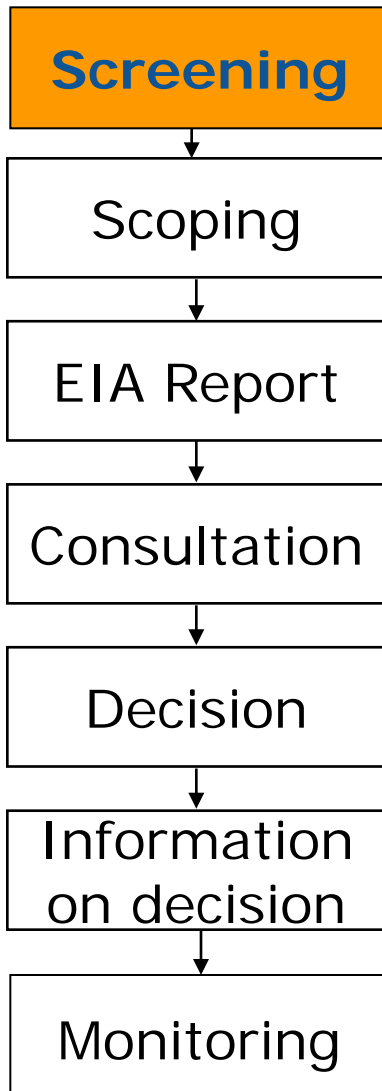 Screening
Scoping
EIA Report
Consultation
Decision
Information
on decision
Monitoring